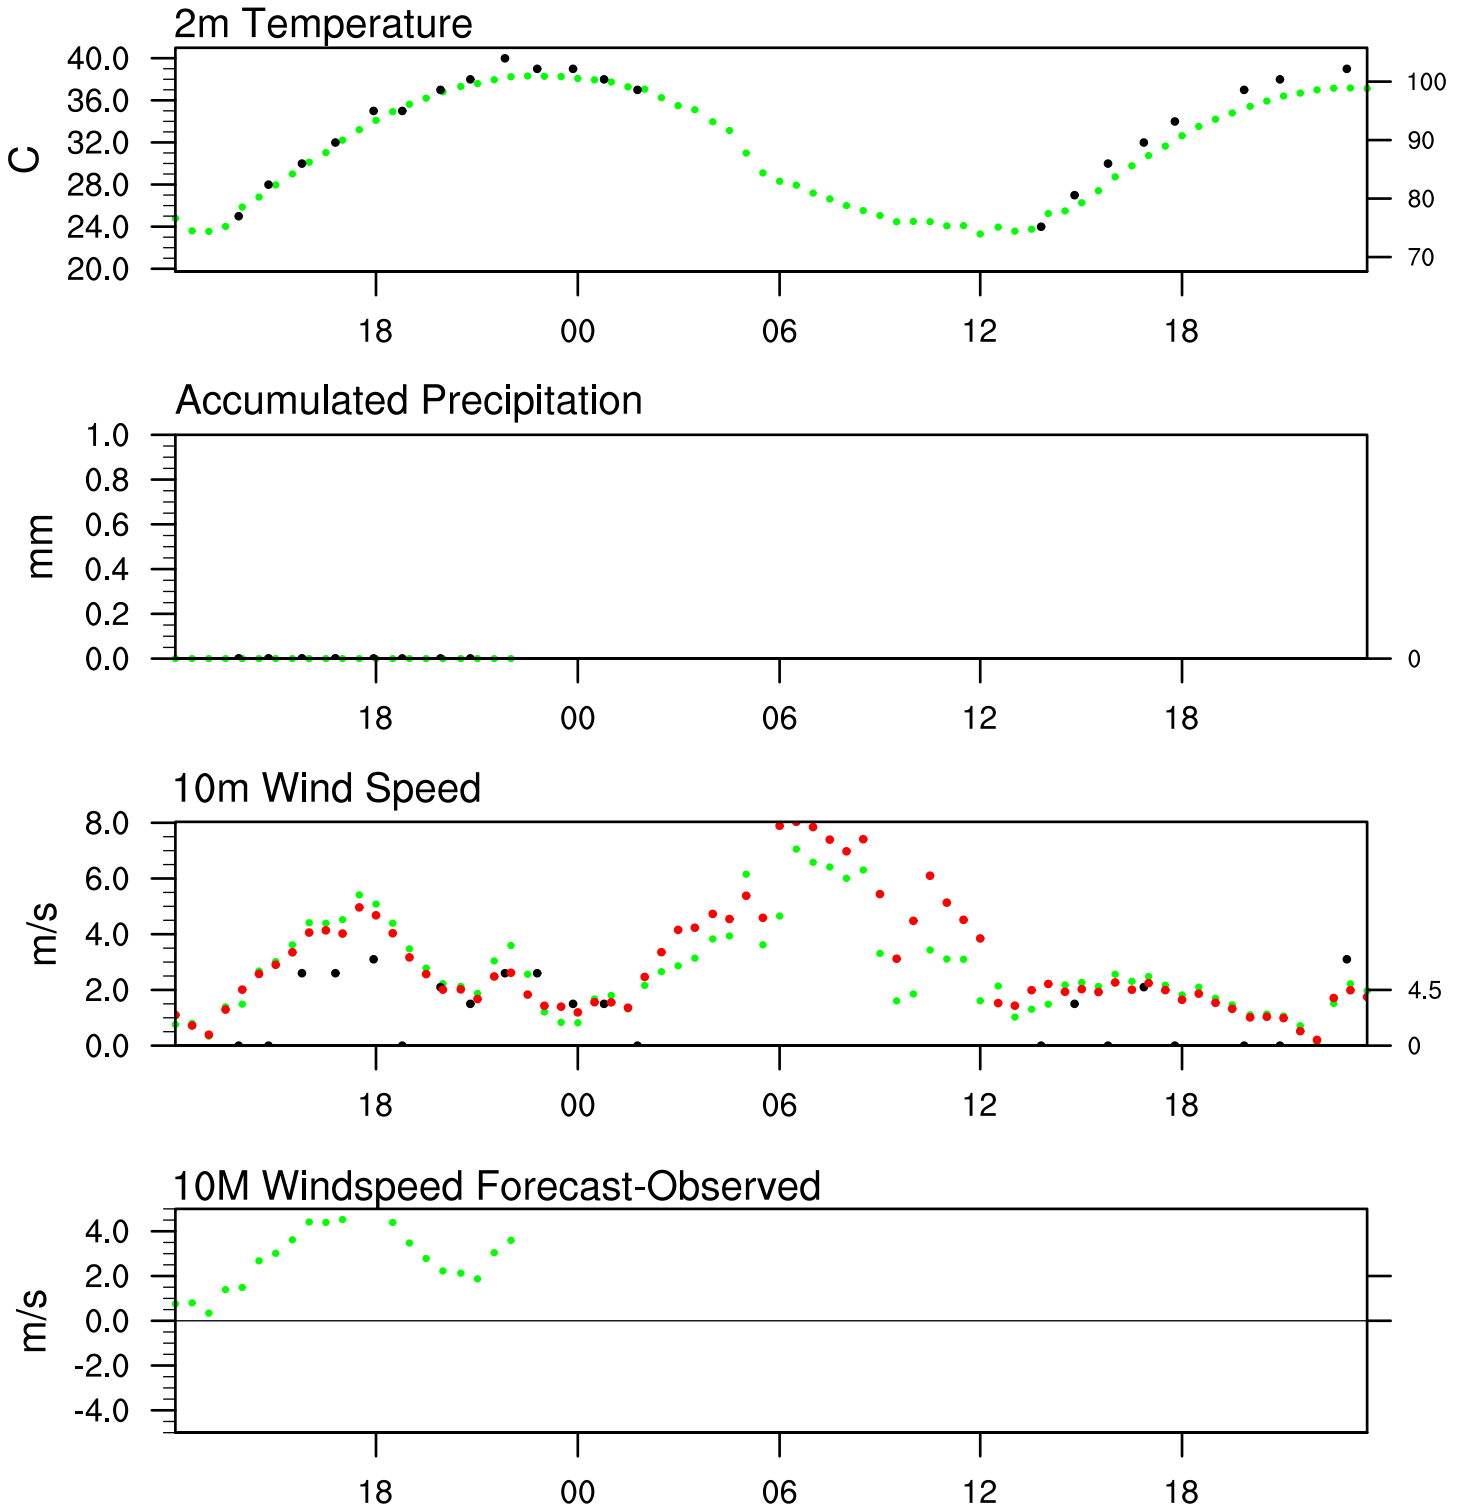 2m Temperature
40.0
36.0
32.0
28.0
24.0
20.0
C
100
90
80
70
18 00 06 12 18
Accumulated Precipitation
1.0
0.8
0.6
0.4
0.2
0.0
mm
0
18 00 06 12 18
10m Wind Speed
8.0
6.0
4.0
2.0
0.0
m/s
4.5
0
18 00 06 12 18
10M Windspeed Forecast-Observed
4.0
2.0
0.0
-2.0
-4.0
m/s
18 00 06 12 18